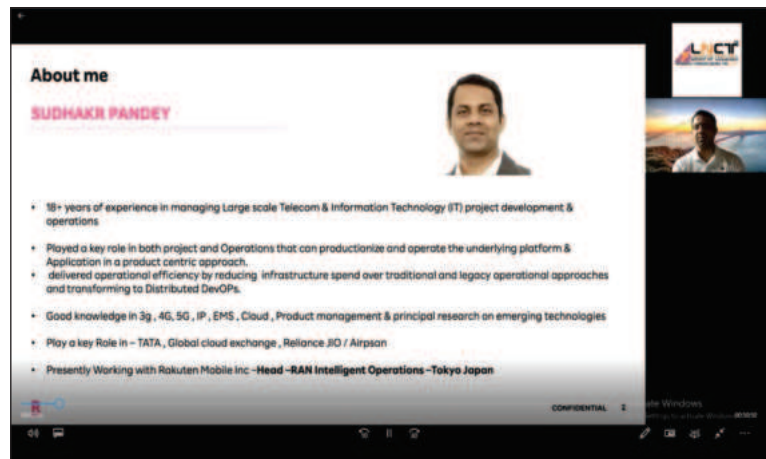 About me
LNCT
SUDHAKR PANDEY
18+ years of experience in managing Large scale Telecom & Information Technology (IT) project development &
operations
Played a key role in both project and Operations that can productionize and operate the underlying platform &
Application in a product centric approach.
delivered operational efficiency by reducing infrastructure spend over traditional and legacy operational approaches
and transforming to Distributed DevOPs.
Good knowledge in 3g , 4G, 5G , IP , EMS , Cloud , Product management & principal research on emerging technologies
Play a key Role in – TATA , Global cloud exchange , Reliance JIO / Airpsan
Presently Working with Rakuten Mobile Inc –Head –RAN Intelligent Operations –Tokyo Japan
R
CONFIDENTIAL 2
ate Windows